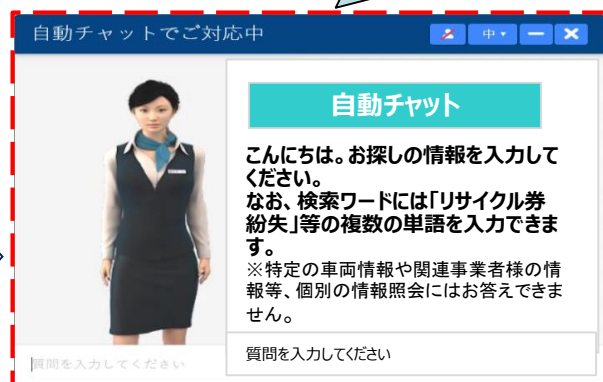 自動チャットでご対応中
中
自動チャット
こんにちは。お探しの情報を入力して
ください。
なお、検索ワードには「リサイクル券
紛失」等の複数の単語を入力できま
す。
※特定の車両情報や関連事業者様の情
報等、個別の情報照会にはお答えできま
せん。
質問を入力してください
質問を入力してください